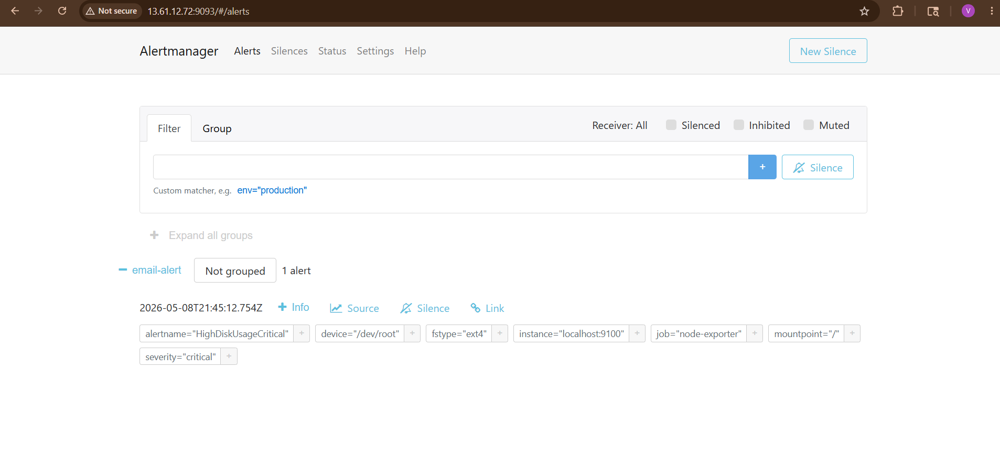 Not secure 13.61.12.72:9093/#/alerts V
Alertmanager Alerts Silences Status Settings Help New Silence
Filter Group Receiver: All Silenced Inhibited Muted
+ Silence
Custom matcher, e.g. env="production"
+ Expand all groups
− email-alert Not grouped 1 alert
2026-05-08T21:45:12.754Z + Info Source Silence Link
alertname="HighDiskUsageCritical" + device="/dev/root" + fstype="ext4" + instance="localhost:9100" + job="node-exporter" + mountpoint="/" +
severity="critical" +